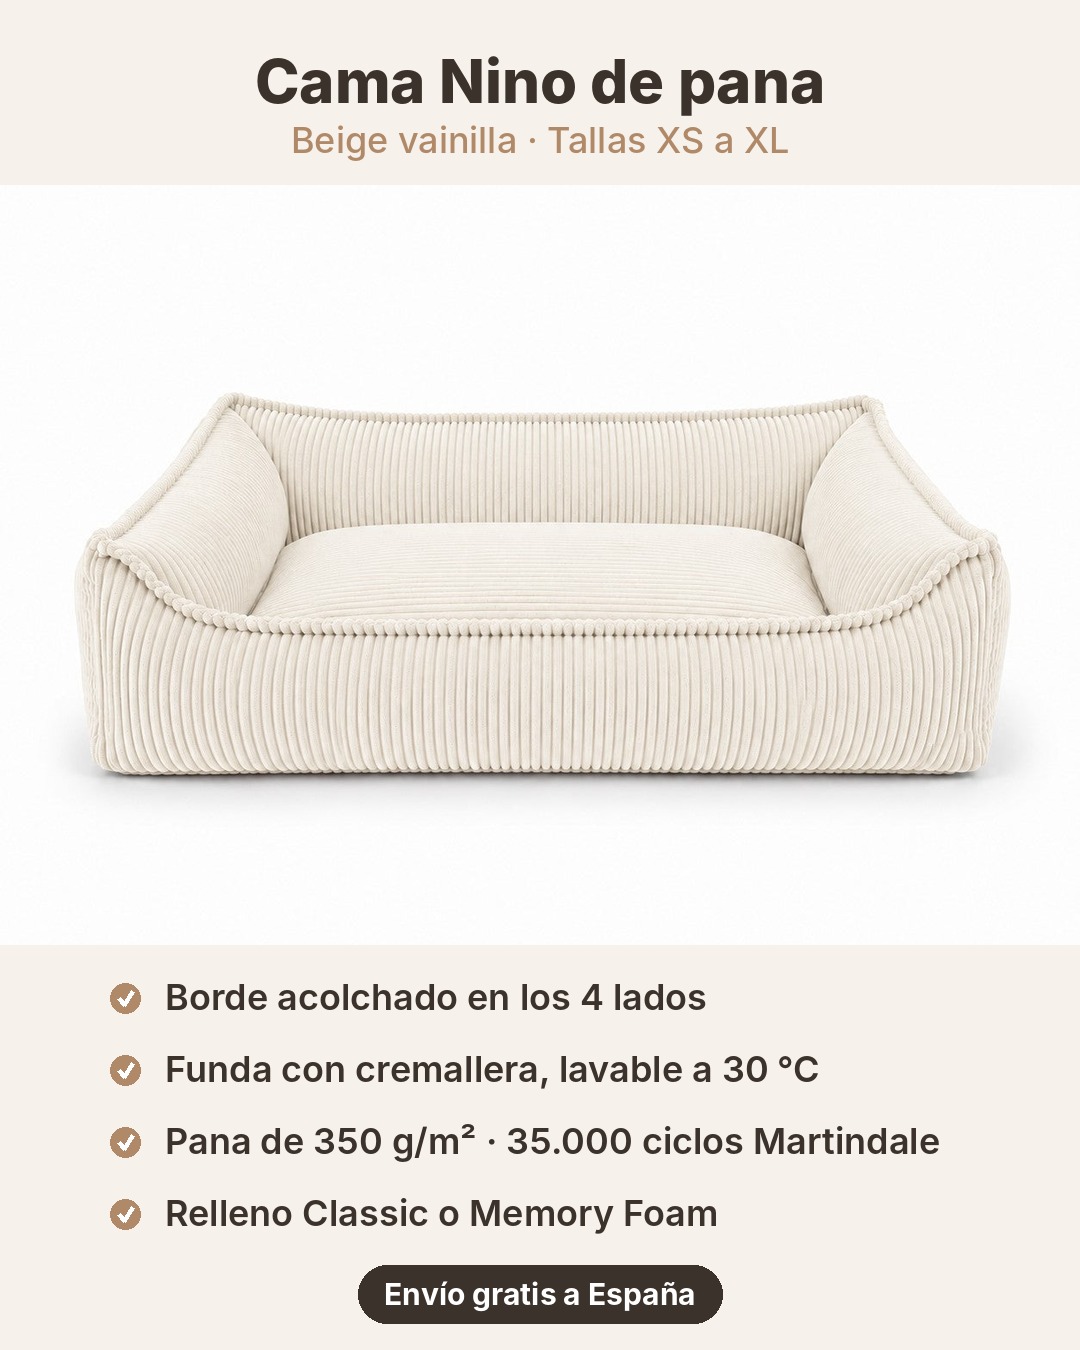 Cama Nino de pana
Beige vainilla · Tallas XS a XL
Borde acolchado en los 4 lados
Funda con cremallera, lavable a 30 °C
Pana de 350 g/m² · 35.000 ciclos Martindale
Relleno Classic o Memory Foam
Envío gratis a España